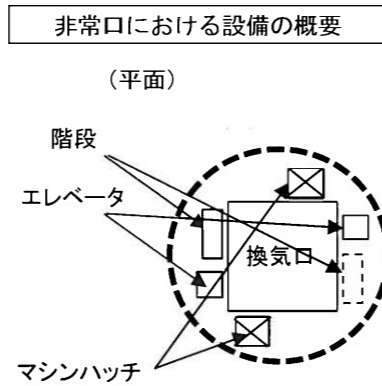 非常口における設備の概要
（平面）
階段
エレベータ
換気口
マシンハッチ